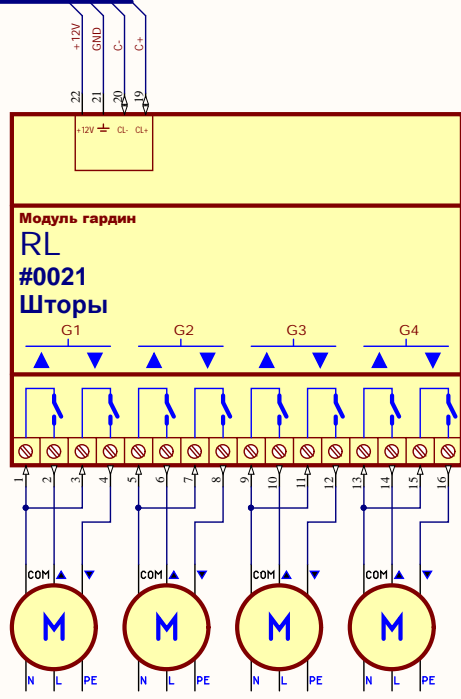 +12V GND C- C+
22 21 20 19
+12V CL- CL+
Модуль гардин
RL
#0021
Шторы
G1 G2 G3 G4
1 2 3 4 5 6 7 8 9 10 11 12 13 14 15 16
COM COM COM COM
M M M M
N L PE N L PE N L PE N L PE